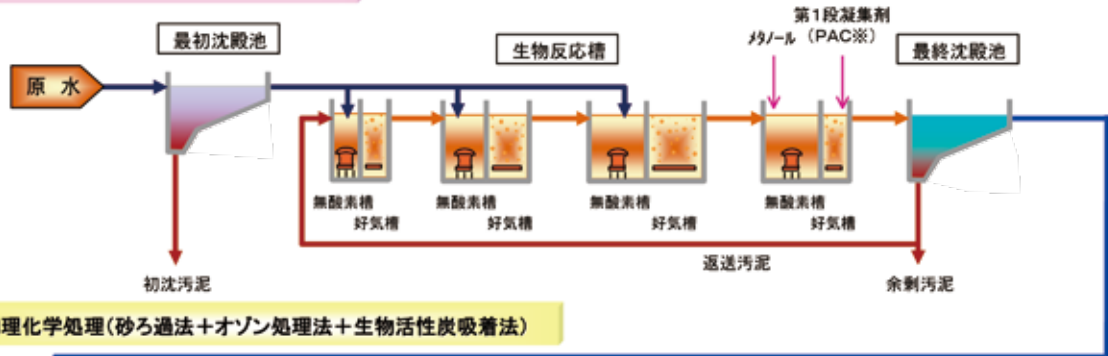 最初沈殿池
生物反応槽
メタノール
第1段凝集剤
(PAC※)
最終沈殿池
原 水
無酸素槽
好気槽
無酸素槽
好気槽
無酸素槽
好気槽
無酸素槽
好気槽
返送汚泥
初沈汚泥
余剰汚泥
理化学処理(砂ろ過法+オゾン処理法+生物活性炭吸着法)